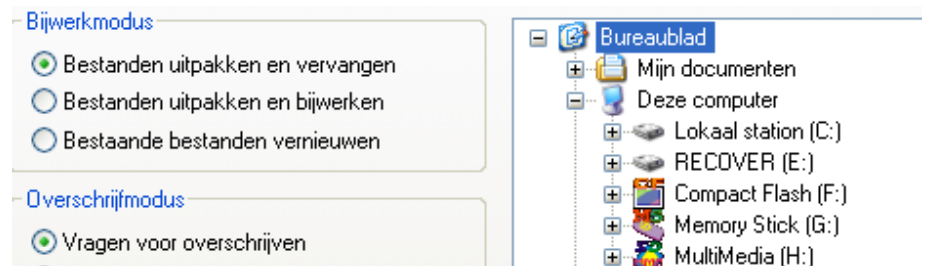 Bijwerkmodus
Bestanden uitpakken en vervangen
Bestanden uitpakken en bijwerken
Bestaande bestanden vernieuwen
Overschrijfmodus
Vragen voor overschrijven
Bureaublad
Mijn documenten
Deze computer
Lokaal station (C:)
RECOVER (E:)
Compact Flash (F:)
Memory Stick (G:)
MultiMedia (H:)